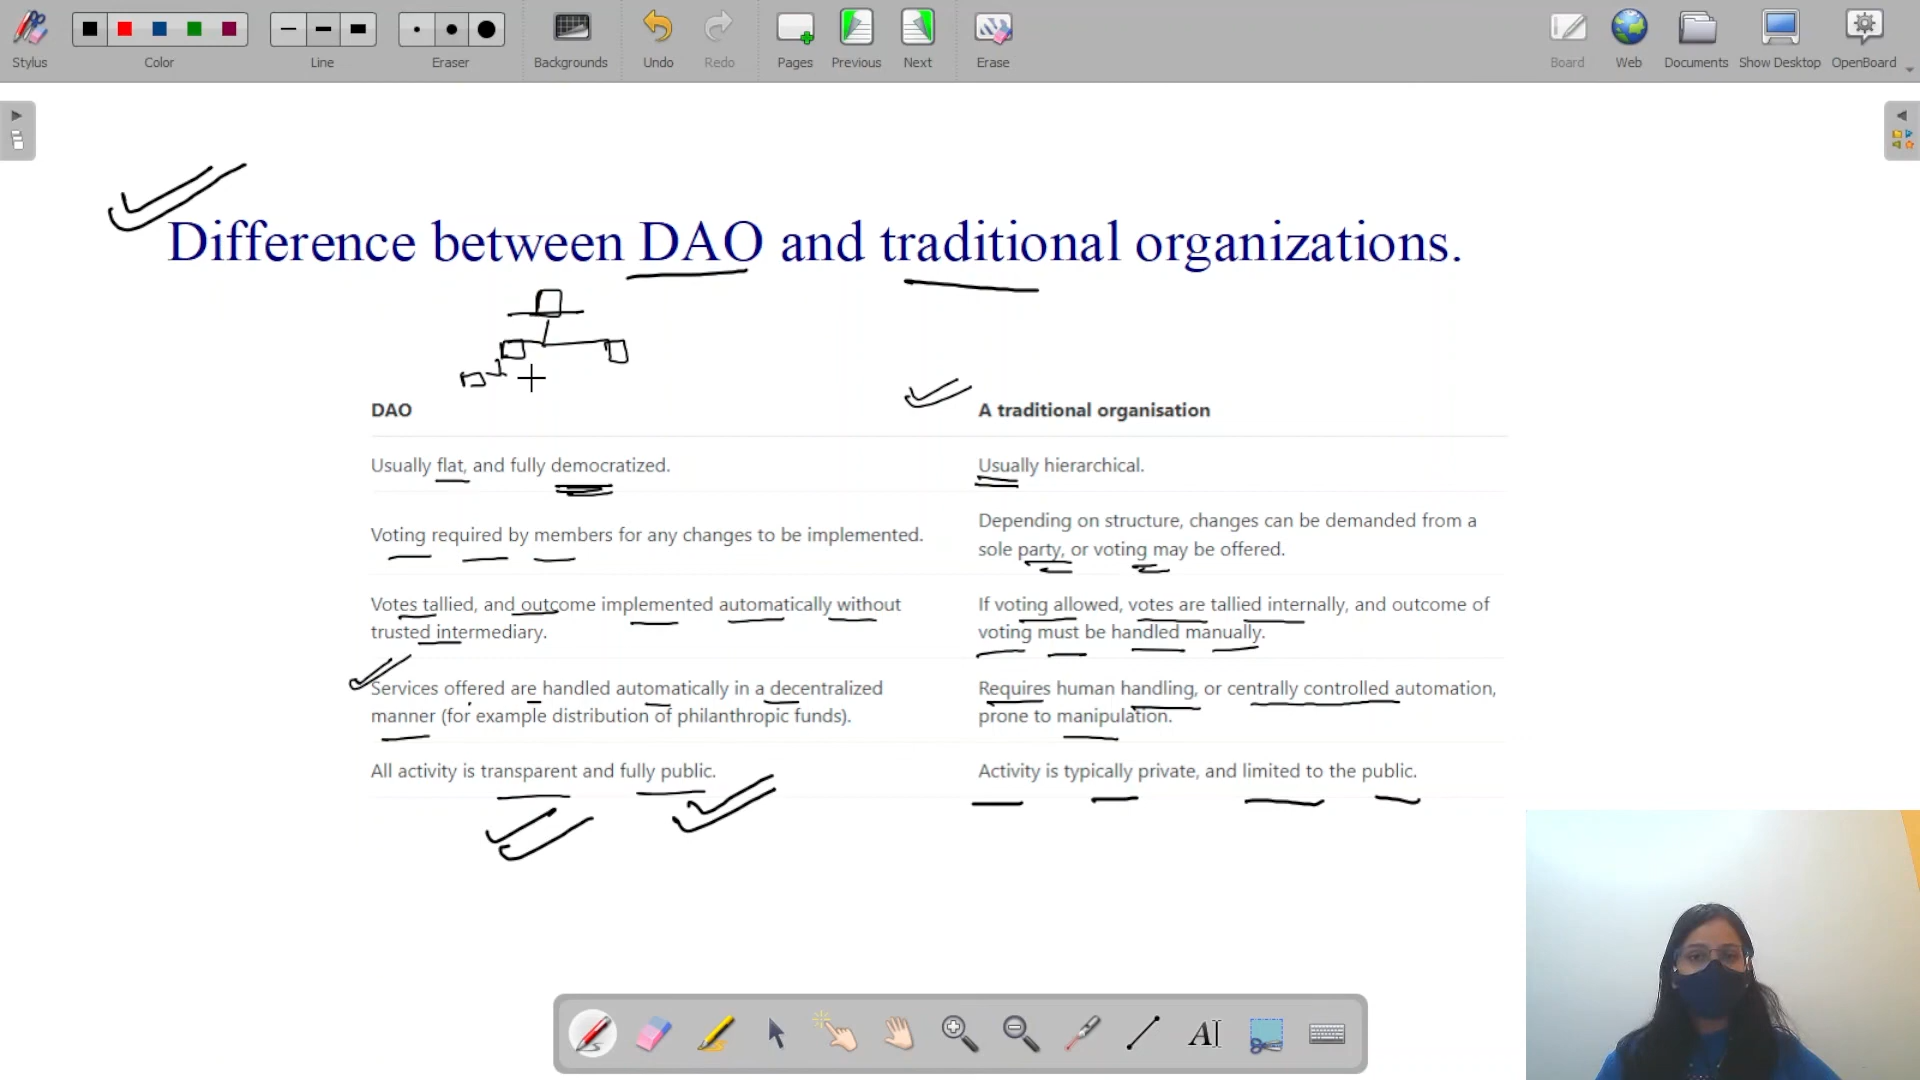 Stylus
Color
Line
Eraser
Backgrounds
Undo
Redo
Pages
Previous
Next
Erase
Board
Web
Documents
Show Desktop
OpenBoard
Difference between DAO and traditional organizations.
DAO
A traditional organisation
Usually flat, and fully democratized.
Usually hierarchical.
Voting required by members for any changes to be implemented.
Depending on structure, changes can be demanded from a
sole party, or voting may be offered.
Votes tallied, and outcome implemented automatically without
trusted intermediary.
If voting allowed, votes are tallied internally, and outcome of
voting must be handled manually.
Services offered are handled automatically in a decentralized
manner (for example distribution of philanthropic funds).
Requires human handling, or centrally controlled automation,
prone to manipulation.
All activity is transparent and fully public.
Activity is typically private, and limited to the public.